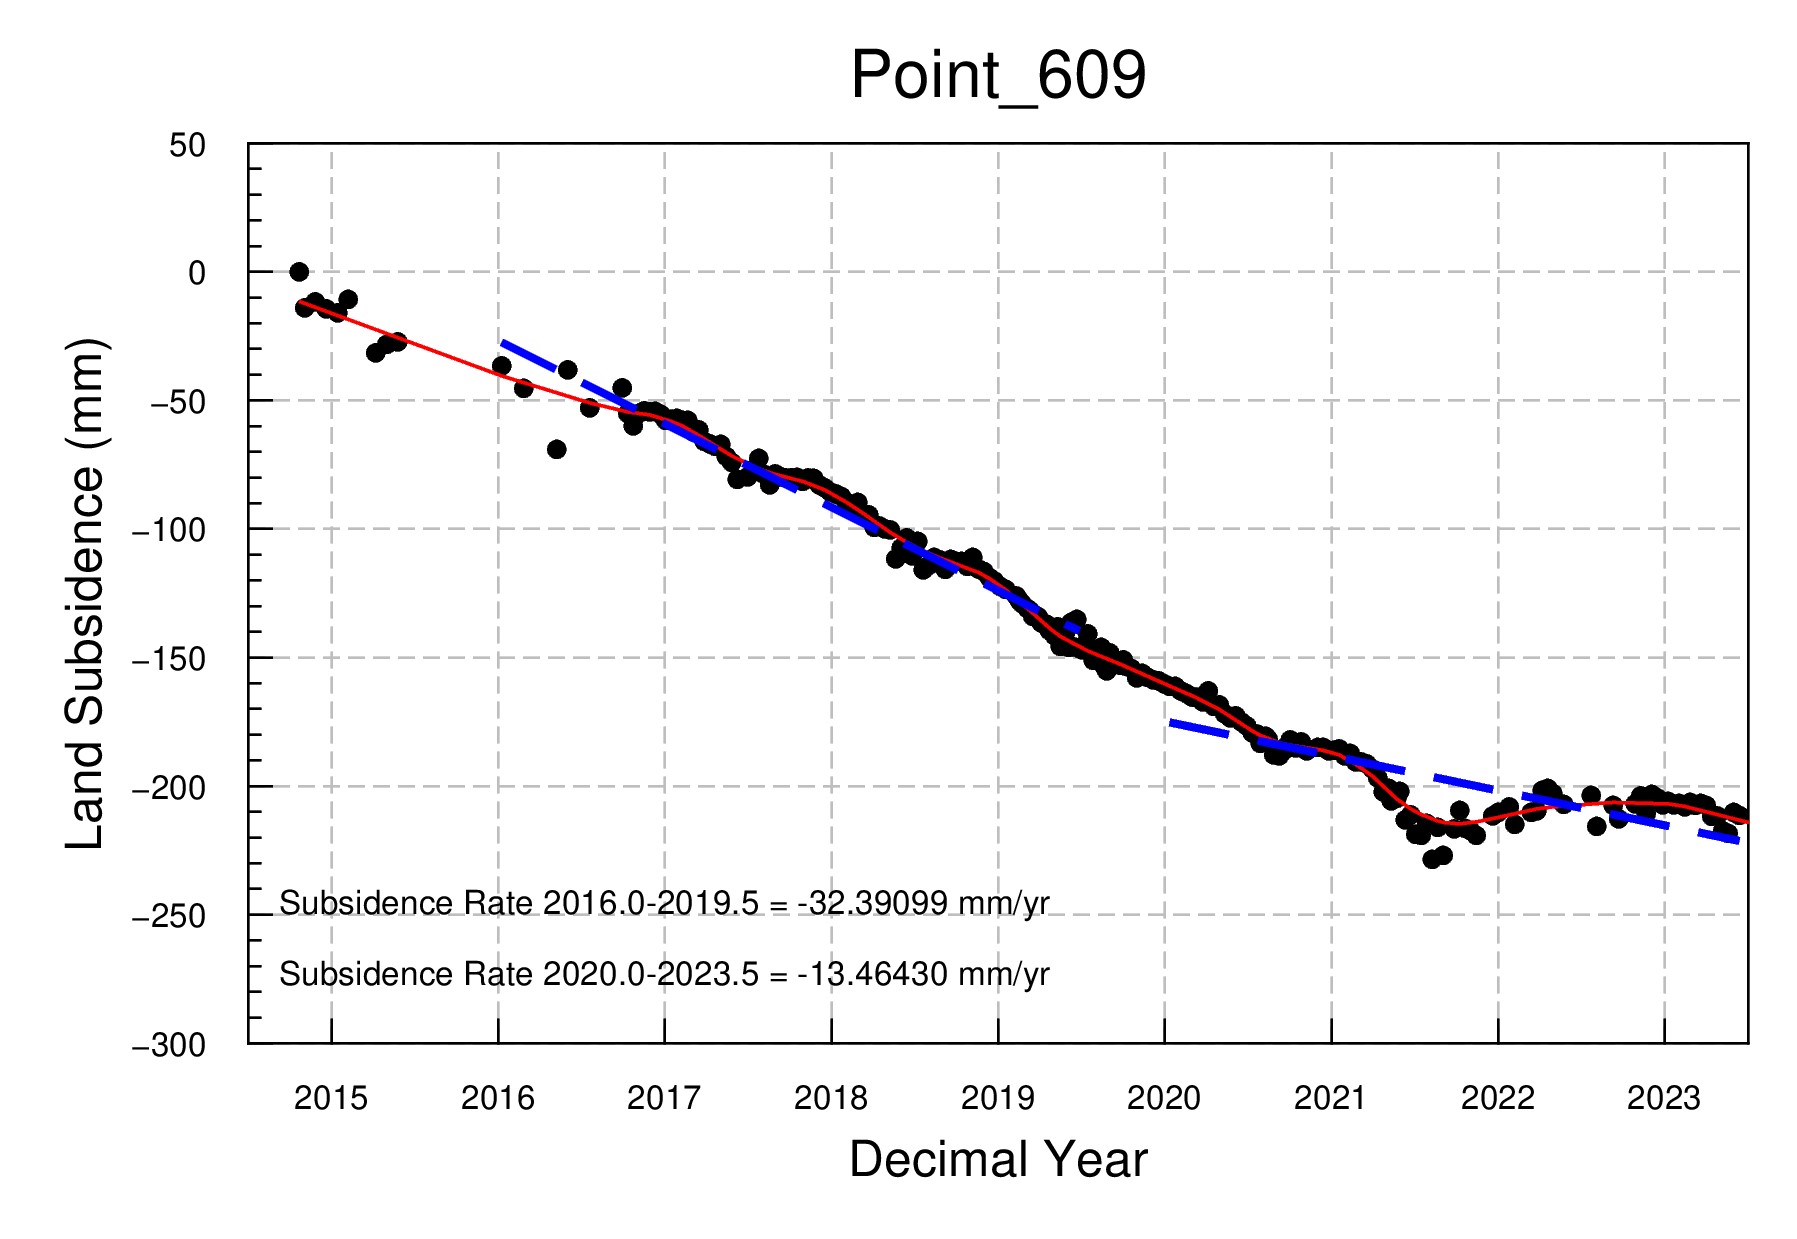 Point_609
50
0
−50
−100
−150
−200
−250
−300
Land Subsidence (mm)
Subsidence Rate 2016.0-2019.5 = -32.39099 mm/yr
Subsidence Rate 2020.0-2023.5 = -13.46430 mm/yr
2015 2016 2017 2018 2019 2020 2021 2022 2023
Decimal Year